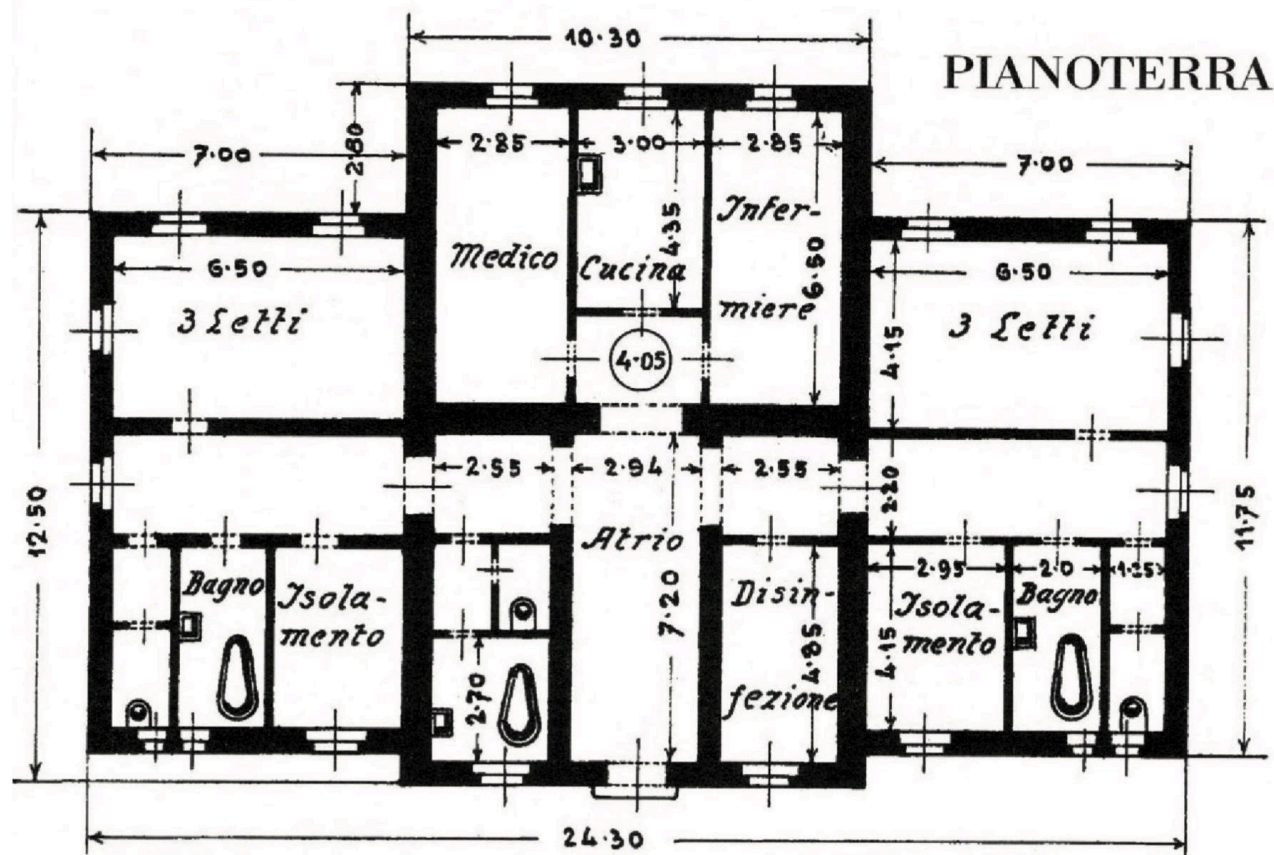 10·30
PIANOTERRA
7·00
2·80
2·85
3·00
2·85
7·00
Medico
Cucina
4·35
Infer-
miere
6·50
6·50
3 Letti
4·05
6·50
3 Letti
4·15
12·50
2·55
2·94
2·55
2·20
11·75
Atrio
7·20
Bagno
Isola-
mento
2·70
Disin-
fezione
4·85
2·95
2·0
1·25
Isola-
mento
Bagno
4·15
24·30